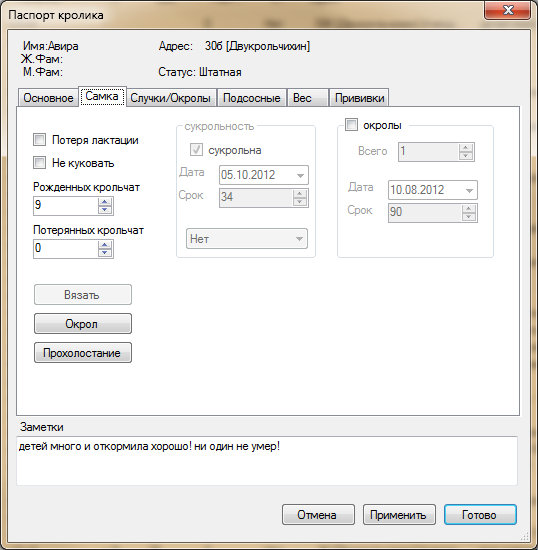 Паспорт кролика
Имя:Авира Адрес: 30б [Двукрольчихин]
Ж.Фам:
М.Фам: Статус: Штатная
Основное Самка Случки/Окролы Подсосные Вес Прививки
Потеря лактации
Не куковать
Рожденных крольчат
9
Потерянных крольчат
0
Вязать
Окрол
Прохолостание
сукрольность
сукрольна
Дата 05.10.2012
Срок 34
Нет
окролы
Всего 1
Дата 10.08.2012
Срок 90
Заметки
детей много и откормила хорошо! ни один не умер!
Отмена Применить Готово